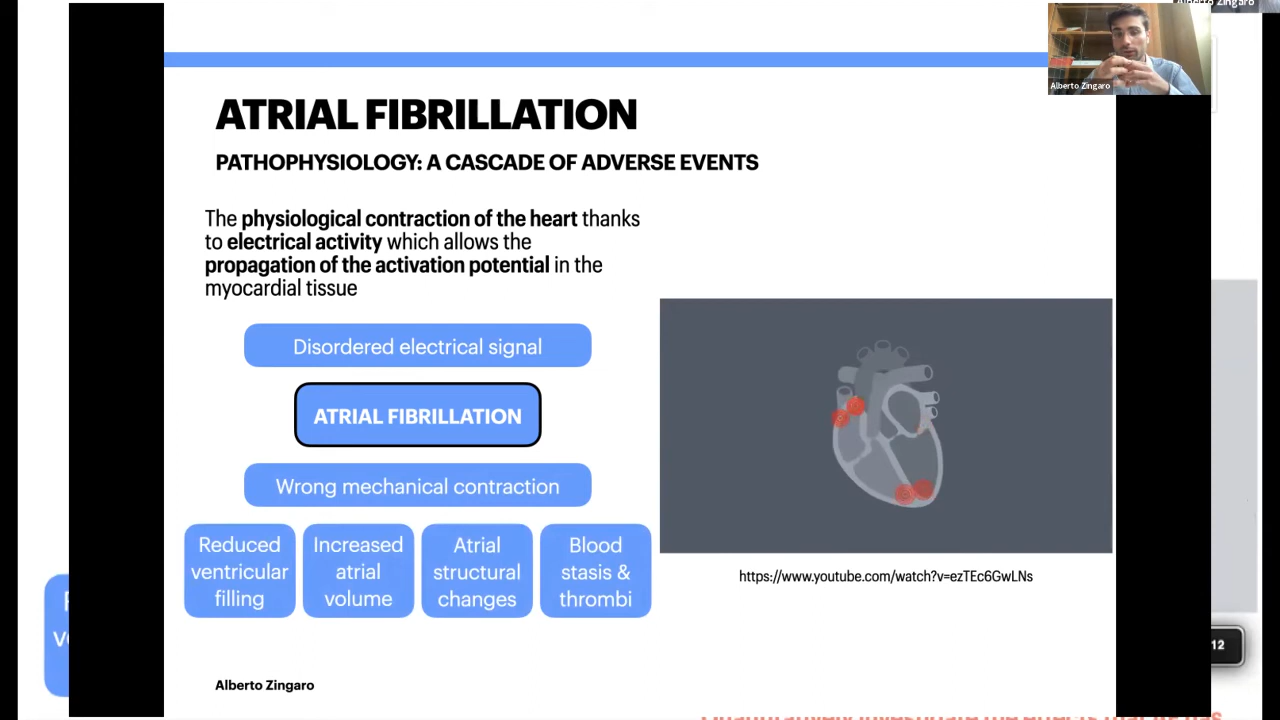 Alberto Zingaro
Alberto Zingaro
ATRIAL FIBRILLATION
PATHOPHYSIOLOGY: A CASCADE OF ADVERSE EVENTS
The physiological contraction of the heart thanks
to electrical activity which allows the
propagation of the activation potential in the
myocardial tissue
Disordered electrical signal
ATRIAL FIBRILLATION
Wrong mechanical contraction
Reduced
ventricular
filling
Increased
atrial
volume
Atrial
structural
changes
Blood
stasis &
thrombi
https://www.youtube.com/watch?v=ezTEc6GwLNs
12
Alberto Zingaro